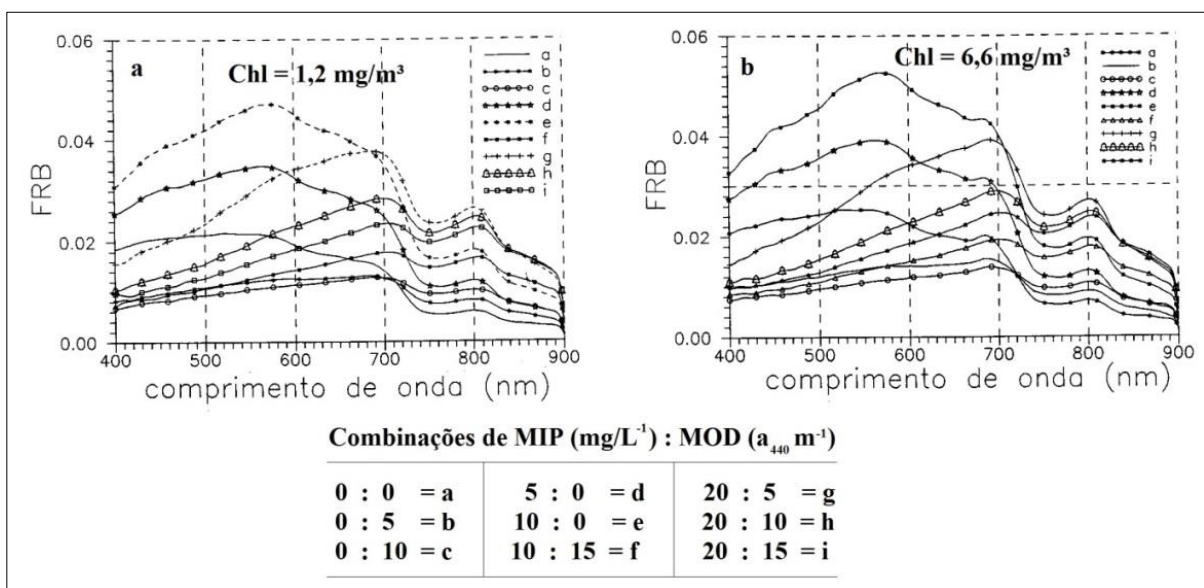 a
Chl = 1,2 mg/m³
FRB
0.06
0.04
0.02
0.00
400 500 600 700 800 900
comprimento de onda (nm)
a
b
c
d
e
f
g
h
i
b
Chl = 6,6 mg/m³
FRB
0.06
0.04
0.02
0.00
400 500 600 700 800 900
comprimento de onda (nm)
a
b
c
d
e
f
g
h
i
Combinações de MIP (mg/L⁻¹) : MOD (a₄₄₀ m⁻¹)
0 : 0 = a 5 : 0 = d 20 : 5 = g
0 : 5 = b 10 : 0 = e 20 : 10 = h
0 : 10 = c 10 : 15 = f 20 : 15 = i